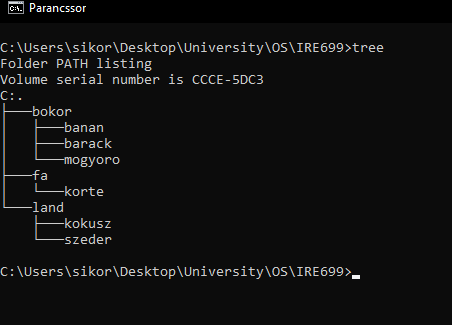 Parancssor
C:\Users\sikor\Desktop\University\OS\IRE699>tree
Folder PATH listing
Volume serial number is CCCE-5DC3
C:.
├───bokor
│   ├───banan
│   ├───barack
│   └───mogyoro
├───fa
│   └───korte
└───land
    ├───kokusz
    └───szeder
C:\Users\sikor\Desktop\University\OS\IRE699>